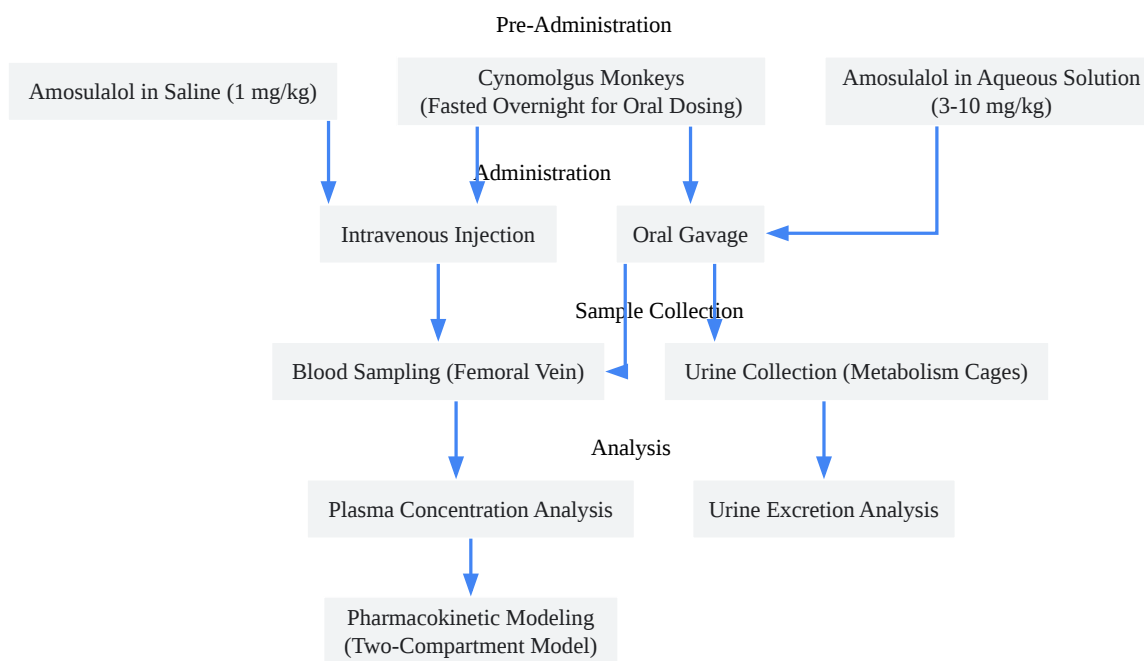 Pre-Administration
Amosulalol in Saline (1 mg/kg)
Cynomolgus Monkeys
(Fasted Overnight for Oral Dosing)
Amosulalol in Aqueous Solution
(3-10 mg/kg)
Administration
Intravenous Injection
Oral Gavage
Sample Collection
Blood Sampling (Femoral Vein)
Urine Collection (Metabolism Cages)
Analysis
Plasma Concentration Analysis
Urine Excretion Analysis
Pharmacokinetic Modeling
(Two-Compartment Model)